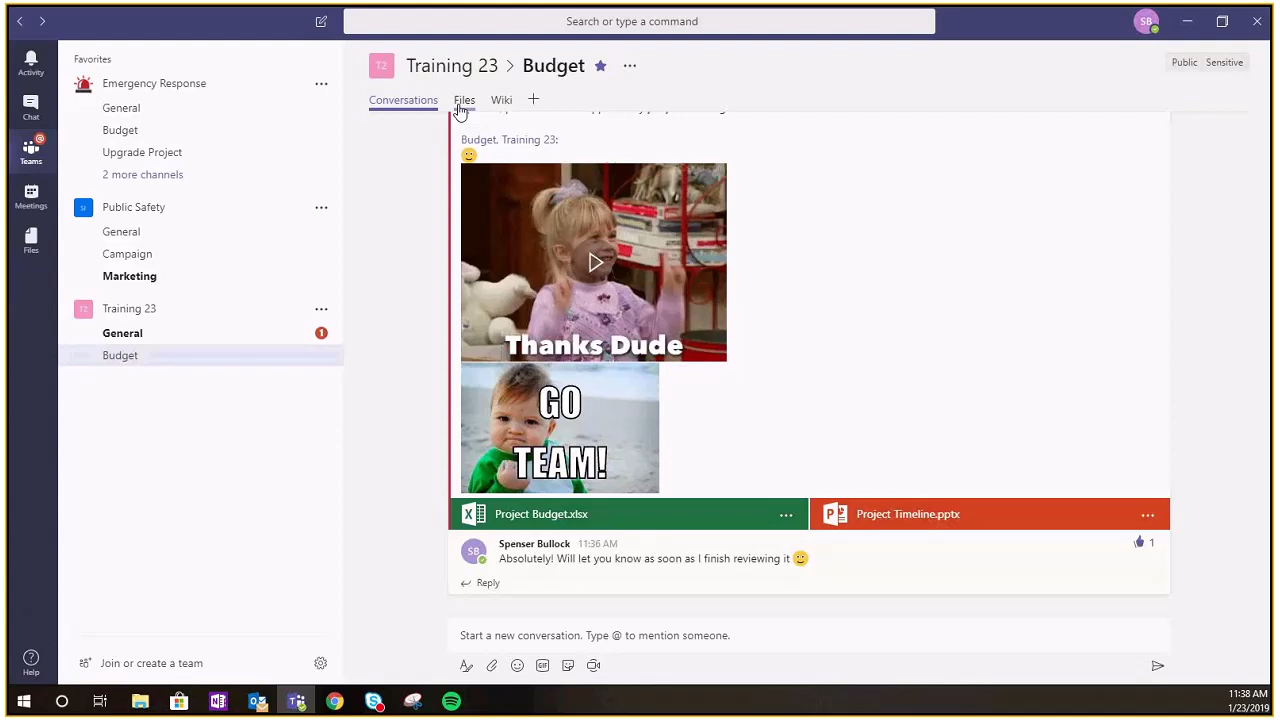 Search or type a command
SB
Activity
Chat
Teams
Meetings
Files
Help
Favorites
Emergency Response
General
Budget
Upgrade Project
2 more channels
Public Safety
General
Campaign
Marketing
T2
Training 23
General 1
Budget
Join or create a team
T2 Training 23 > Budget
Public Sensitive
Conversations Files Wiki
Budget, Training 23:
Thanks Dude
GO
TEAM!
Project Budget.xlsx
Project Timeline.pptx
SB Spenser Bullock 11:36 AM
1
Absolutely! Will let you know as soon as I finish reviewing it
Reply
Start a new conversation. Type @ to mention someone.
GIF
11:38 AM
1/23/2019